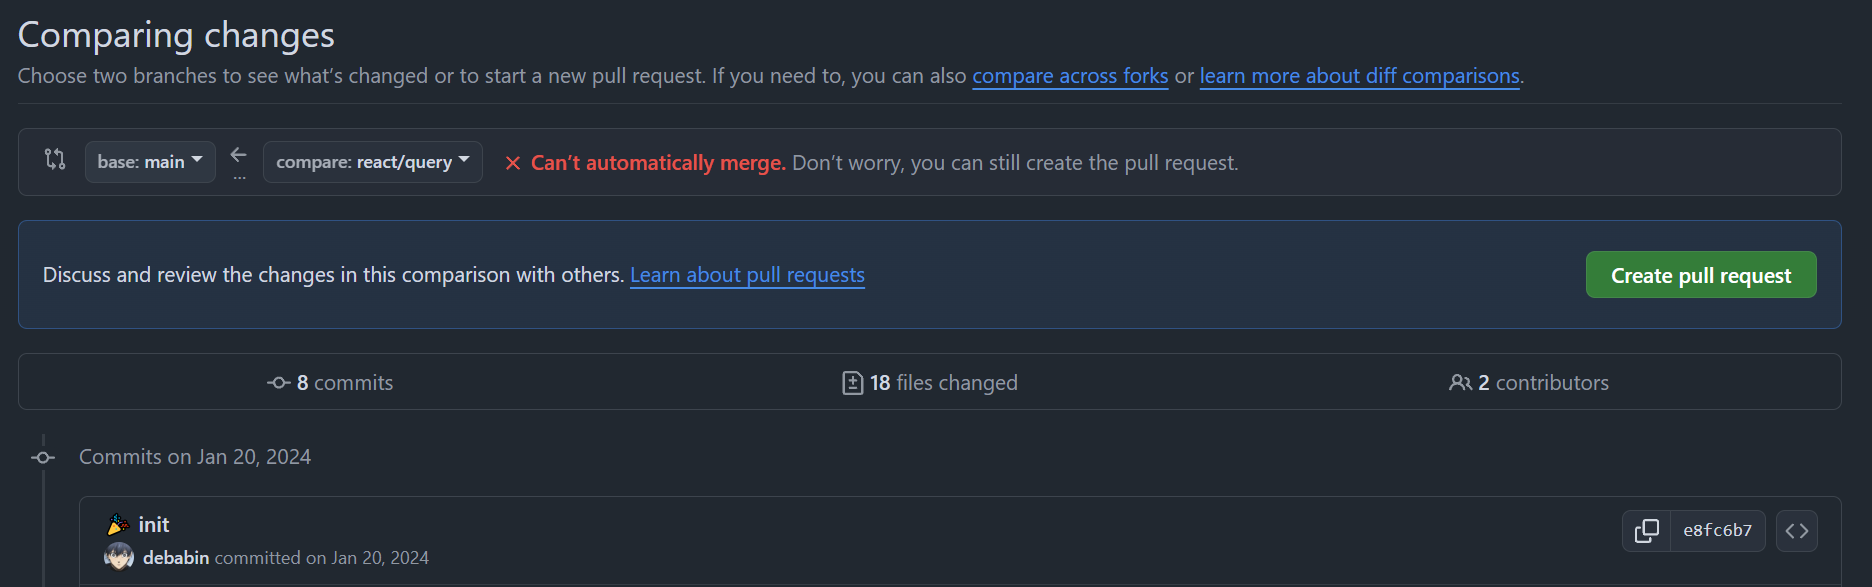 Comparing changes
Choose two branches to see what’s changed or to start a new pull request. If you need to, you can also compare across forks or learn more about diff comparisons.
base: main ... compare: react/query Can’t automatically merge. Don’t worry, you can still create the pull request.
Discuss and review the changes in this comparison with others. Learn about pull requests Create pull request
8 commits 18 files changed 2 contributors
Commits on Jan 20, 2024
🎉 init
debabin committed on Jan 20, 2024 e8fc6b7